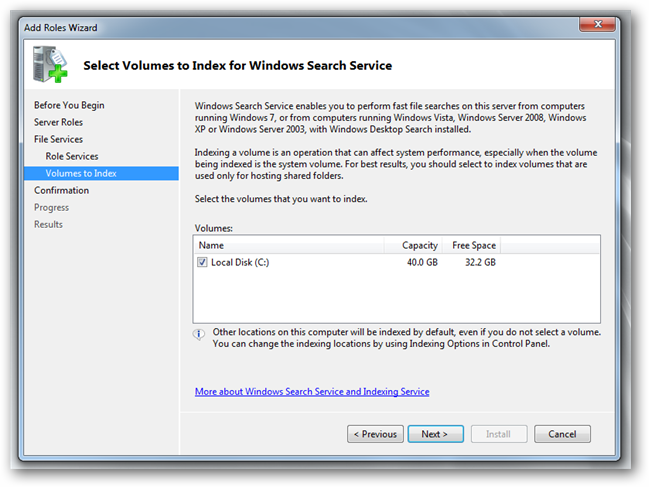 Add Roles Wizard
Select Volumes to Index for Windows Search Service
Before You Begin
Server Roles
File Services
Role Services
Volumes to Index
Confirmation
Progress
Results
Windows Search Service enables you to perform fast file searches on this server from computers
running Windows 7, or from computers running Windows Vista, Windows Server 2008, Windows
XP or Windows Server 2003, with Windows Desktop Search installed.
Indexing a volume is an operation that can affect system performance, especially when the volume
being indexed is the system volume. For best results, you should select to index volumes that are
used only for hosting shared folders.
Select the volumes that you want to index.
Volumes:
Name Capacity Free Space
Local Disk (C:) 40.0 GB 32.2 GB
Other locations on this computer will be indexed by default, even if you do not select a volume.
You can change the indexing locations by using Indexing Options in Control Panel.
More about Windows Search Service and Indexing Service
< Previous Next > Install Cancel